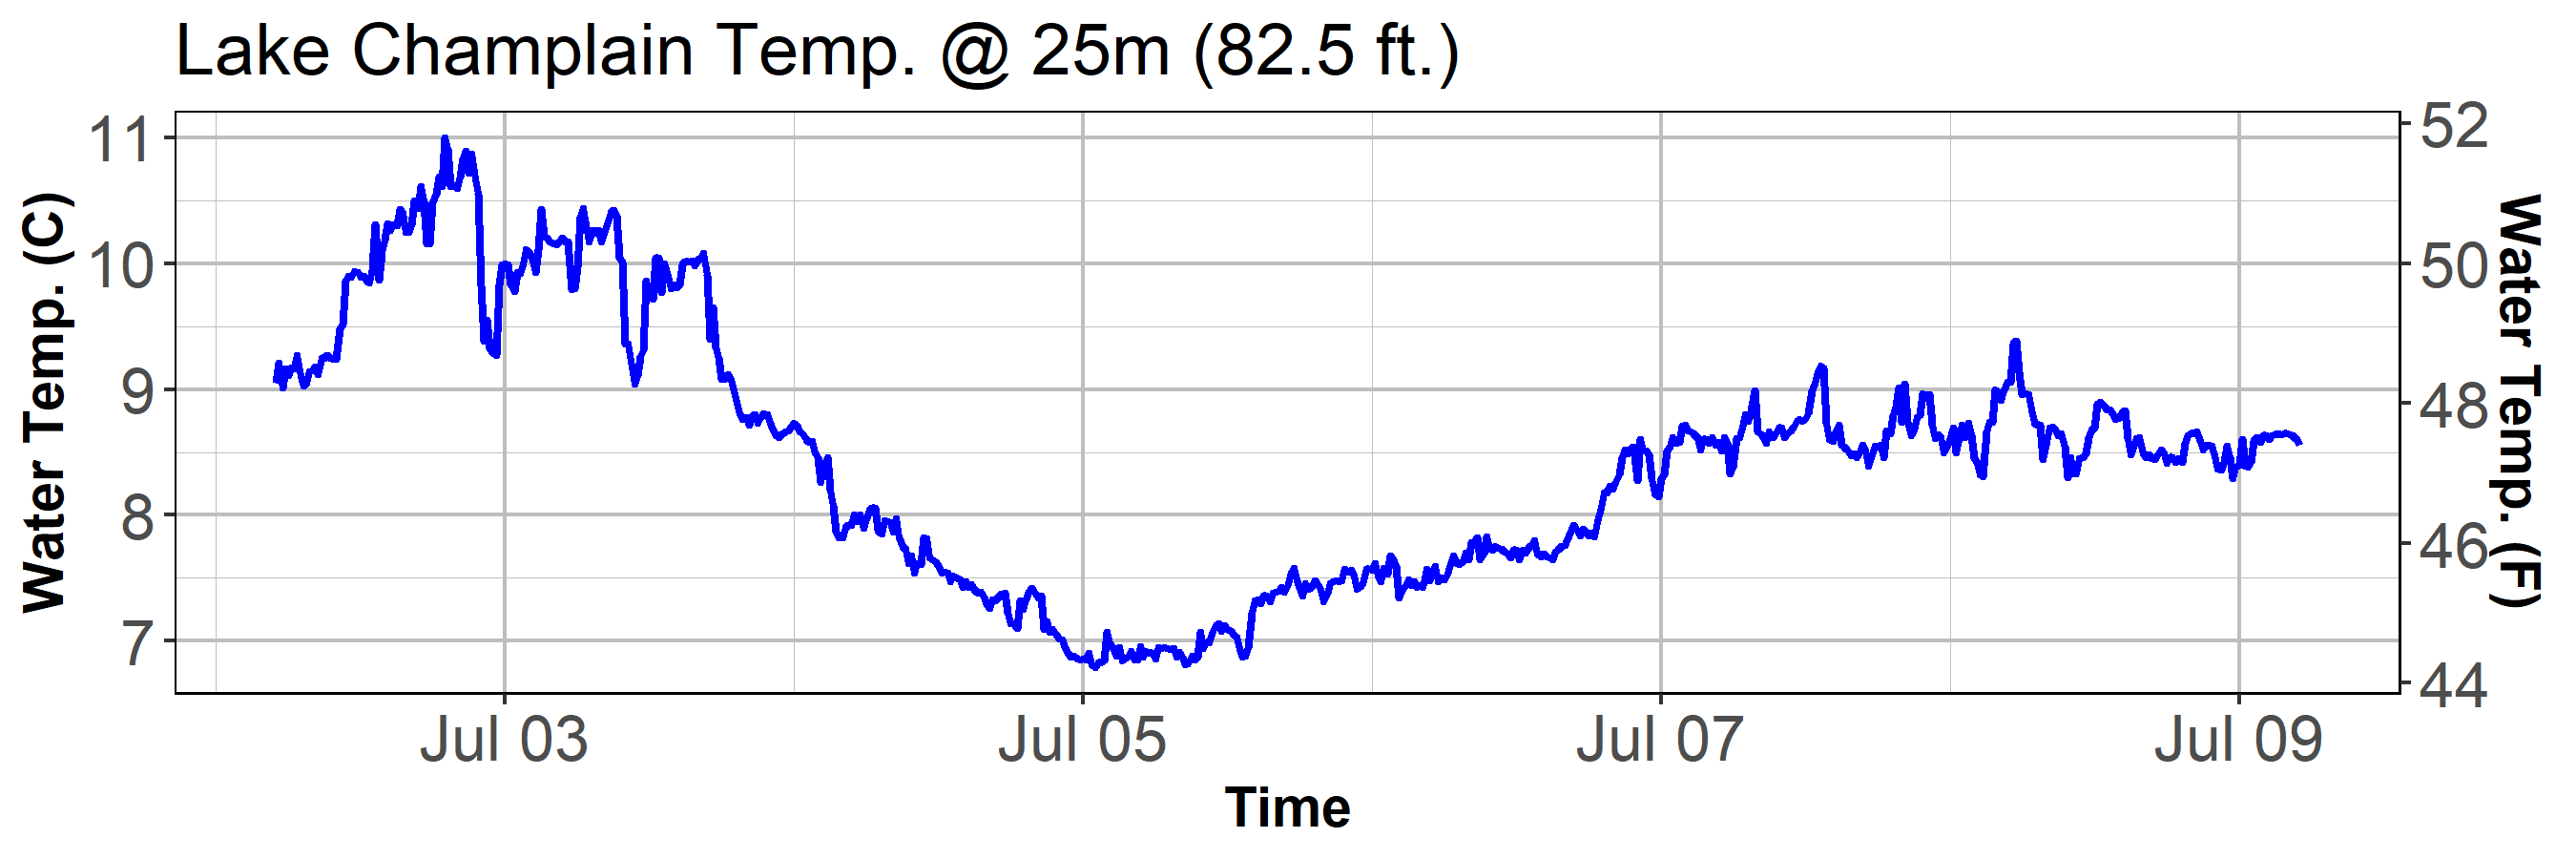 Lake Champlain Temp. @ 25m (82.5 ft.)
Water Temp. (C)
11
10
9
8
7
52
50
48
46
44
Water Temp. (F)
Jul 03
Jul 05
Jul 07
Jul 09
Time